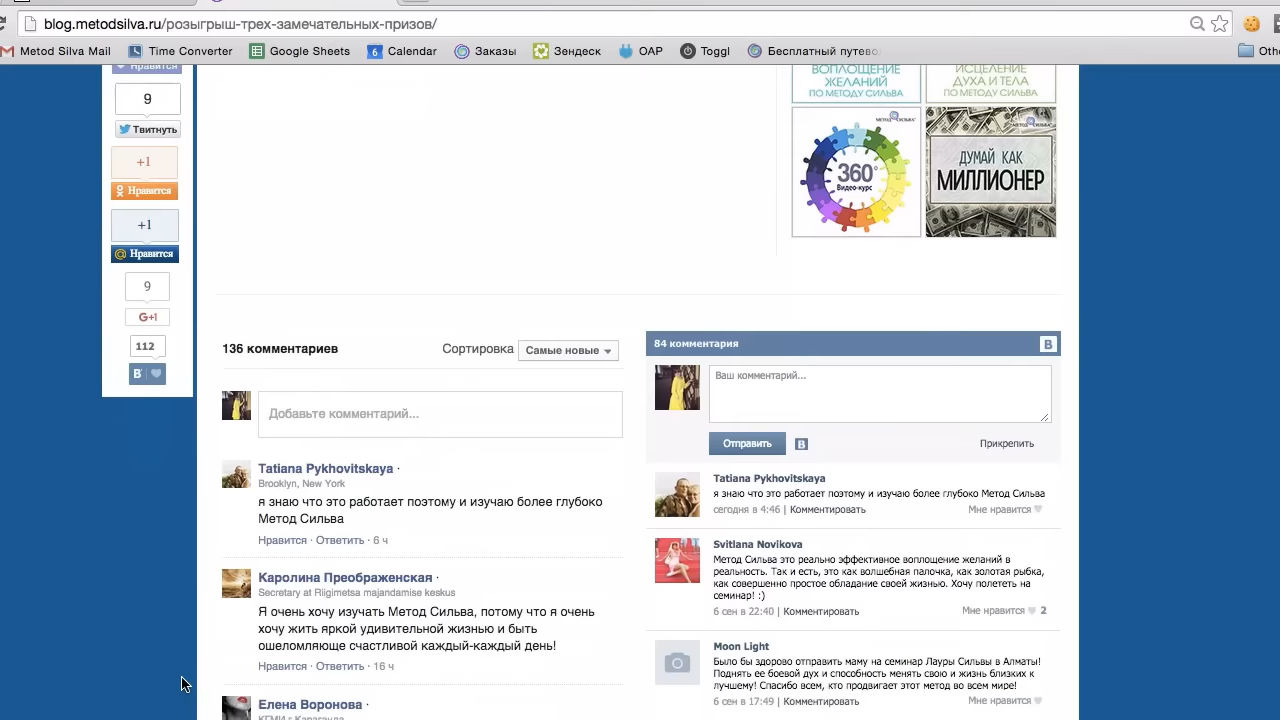 blog.metodsilva.ru/розыгрыш-трех-замечательных-призов/
Metod Silva Mail
Time Converter
Google Sheets
6 Calendar
Заказы
Зендеск
OAP
Toggl
Бесплатный путево
Othe
Нравится
9
Твитнуть
+1
Нравится
+1
Нравится
9
G+1
112
B
ВОПЛОЩЕНИЕ
ЖЕЛАНИЙ
ПО МЕТОДУ СИЛЬВА
ИСЦЕЛЕНИЕ
ДУХА И ТЕЛА
ПО МЕТОДУ СИЛЬВА
МЕТОД СИЛЬВА
360°
Видео-курс
МЕТОД СИЛЬВА
ДУМАЙ КАК
МИЛЛИОНЕР
136 комментариев
Сортировка Самые новые
Добавьте комментарий...
Tatiana Pykhovitskaya ·
Brooklyn, New York
я знаю что это работает поэтому и изучаю более глубоко
Метод Сильва
Нравится · Ответить · 6 ч
Каролина Преображенская ·
Secretary at Riigimetsa majandamise keskus
Я очень хочу изучать Метод Сильва, потому что я очень
хочу жить яркой удивительной жизнью и быть
ошеломляюще счастливой каждый-каждый день!
Нравится · Ответить · 16 ч
Елена Воронова ·
КГМИ г Караганда
84 комментария
B
Ваш комментарий...
Отправить
B
Прикрепить
Tatiana Pykhovitskaya
я знаю что это работает поэтому и изучаю более глубоко Метод Сильва
сегодня в 4:46 | Комментировать
Мне нравится
Svitlana Novikova
Метод Сильва это реально эффективное воплощение желаний в
реальность. Так и есть, это как волшебная палочка, как золотая рыбка,
как совершенно простое обладание своей жизнью. Хочу полететь на
семинар! :)
6 сен в 22:40 | Комментировать
Мне нравится 2
Moon Light
Было бы здорово отправить маму на семинар Лауры Сильвы в Алматы!
Поднять ее боевой дух и способность менять свою и жизнь близких к
лучшему! Спасибо всем, кто продвигает этот метод во всем мире!
6 сен в 17:49 | Комментировать
Мне нравится